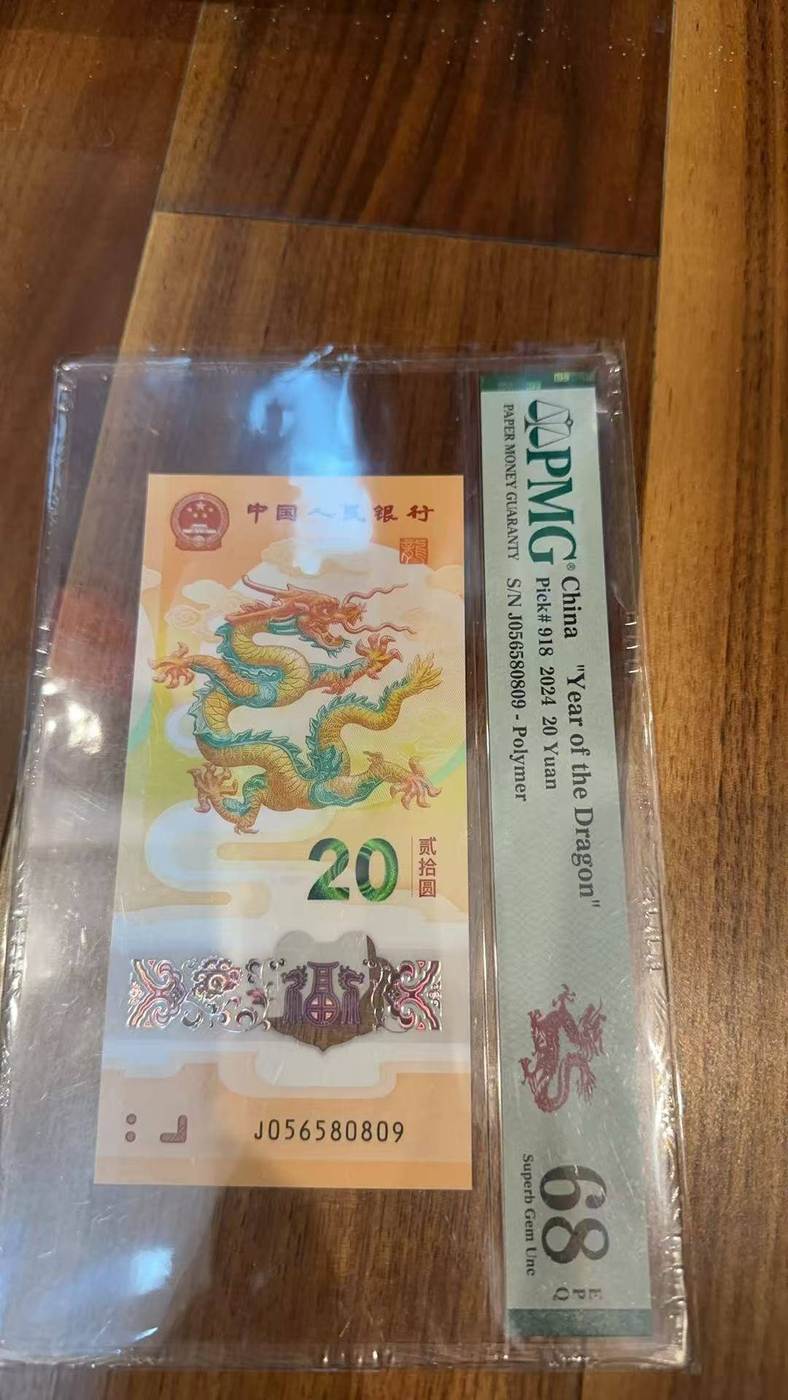 中国人民银行
20
贰拾圆
J056580809
PMG®
PAPER MONEY GUARANTY
China "Year of the Dragon"
Pick# 918 2024 20 Yuan
S/N J056580809 - Polymer
68
EPQ
Superb Gem Unc